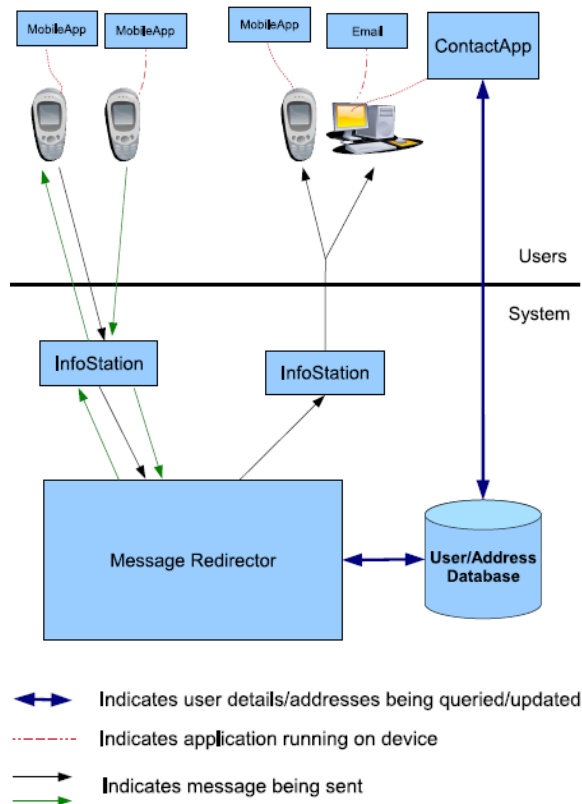 MobileApp
MobileApp
MobileApp
Email
ContactApp
Users
System
InfoStation
InfoStation
Message Redirector
User/Address
Database
Indicates user details/addresses being queried/updated
Indicates application running on device
Indicates message being sent